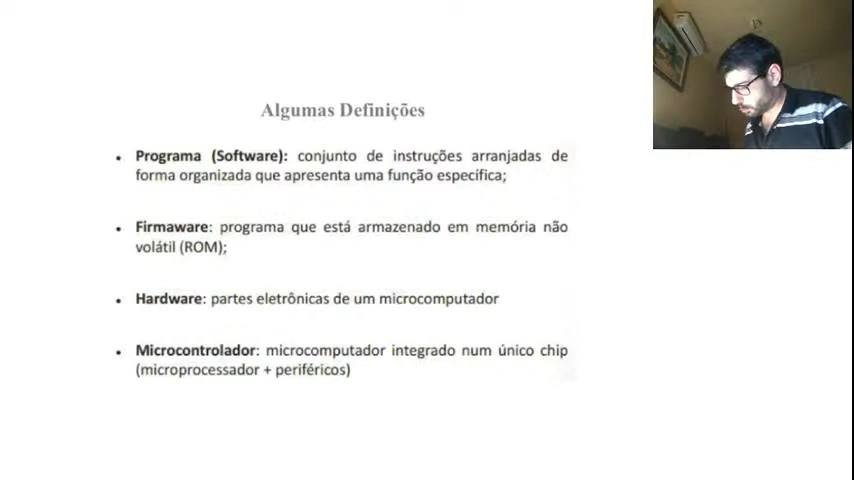 Algumas Definições
• Programa (Software): conjunto de instruções arranjadas de
forma organizada que apresenta uma função específica;
• Firmaware: programa que está armazenado em memória não
volátil (ROM);
• Hardware: partes eletrônicas de um microcomputador
• Microcontrolador: microcomputador integrado num único chip
(microprocessador + periféricos)